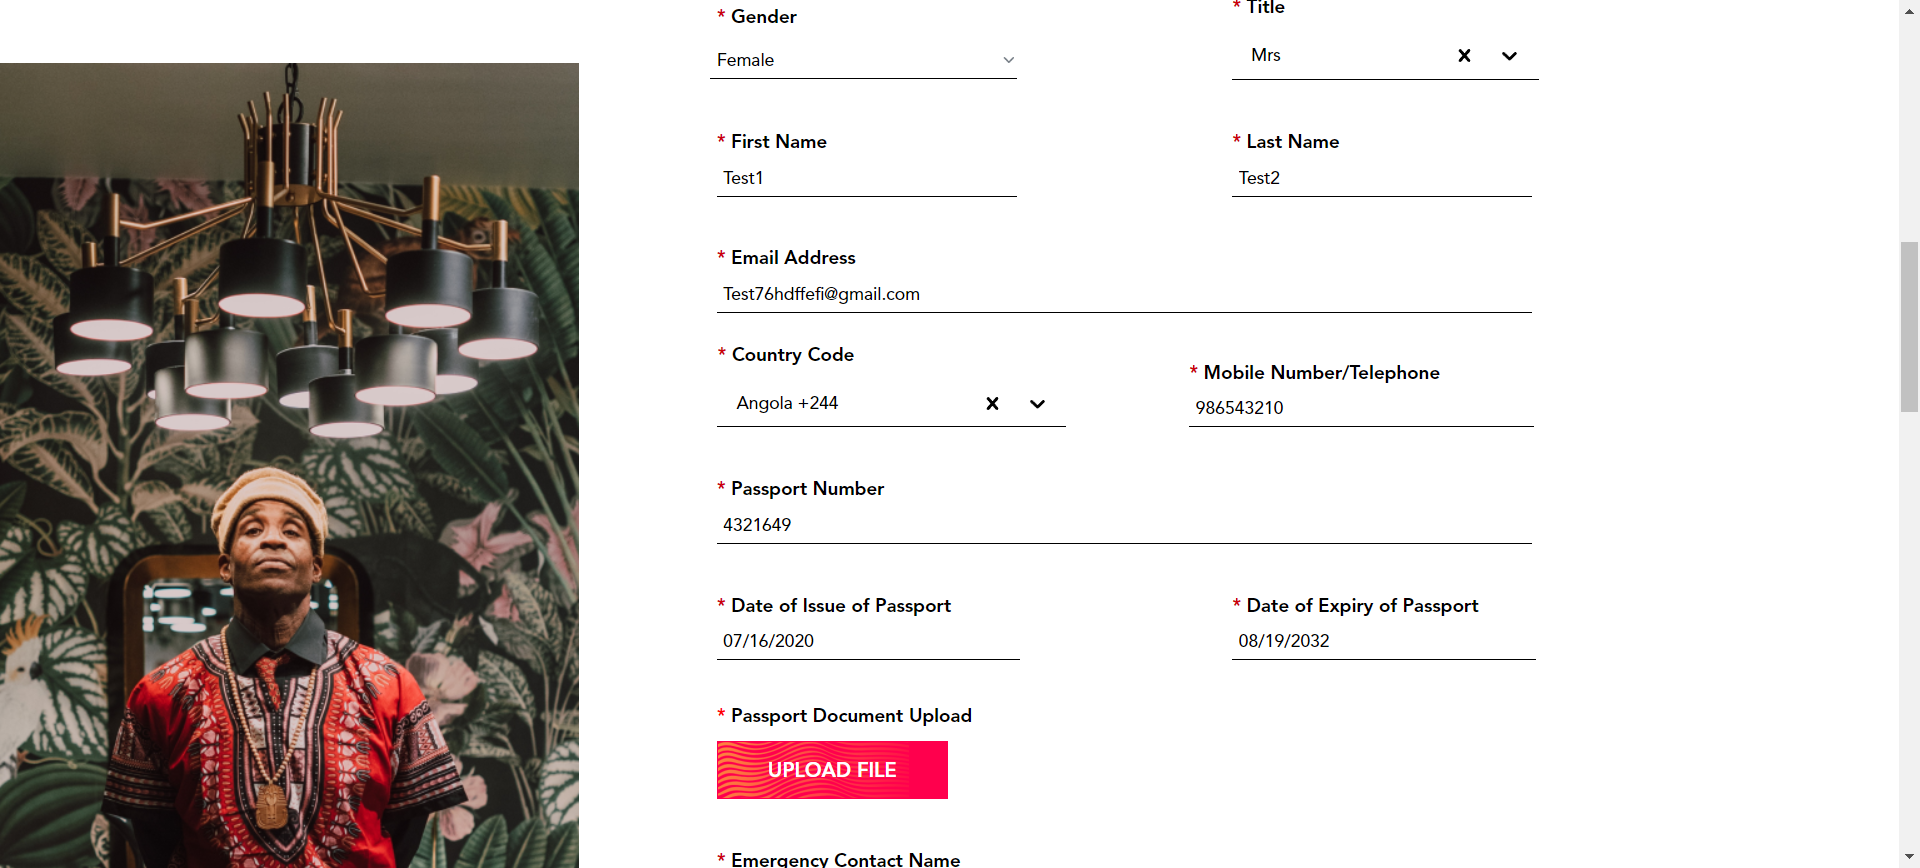 * Gender
* Title
Female
Mrs
* First Name
* Last Name
Test1
Test2
* Email Address
Test76hdffefi@gmail.com
* Country Code
* Mobile Number/Telephone
Angola +244
986543210
* Passport Number
4321649
* Date of Issue of Passport
* Date of Expiry of Passport
07/16/2020
08/19/2032
* Passport Document Upload
UPLOAD FILE
* Emergency Contact Name